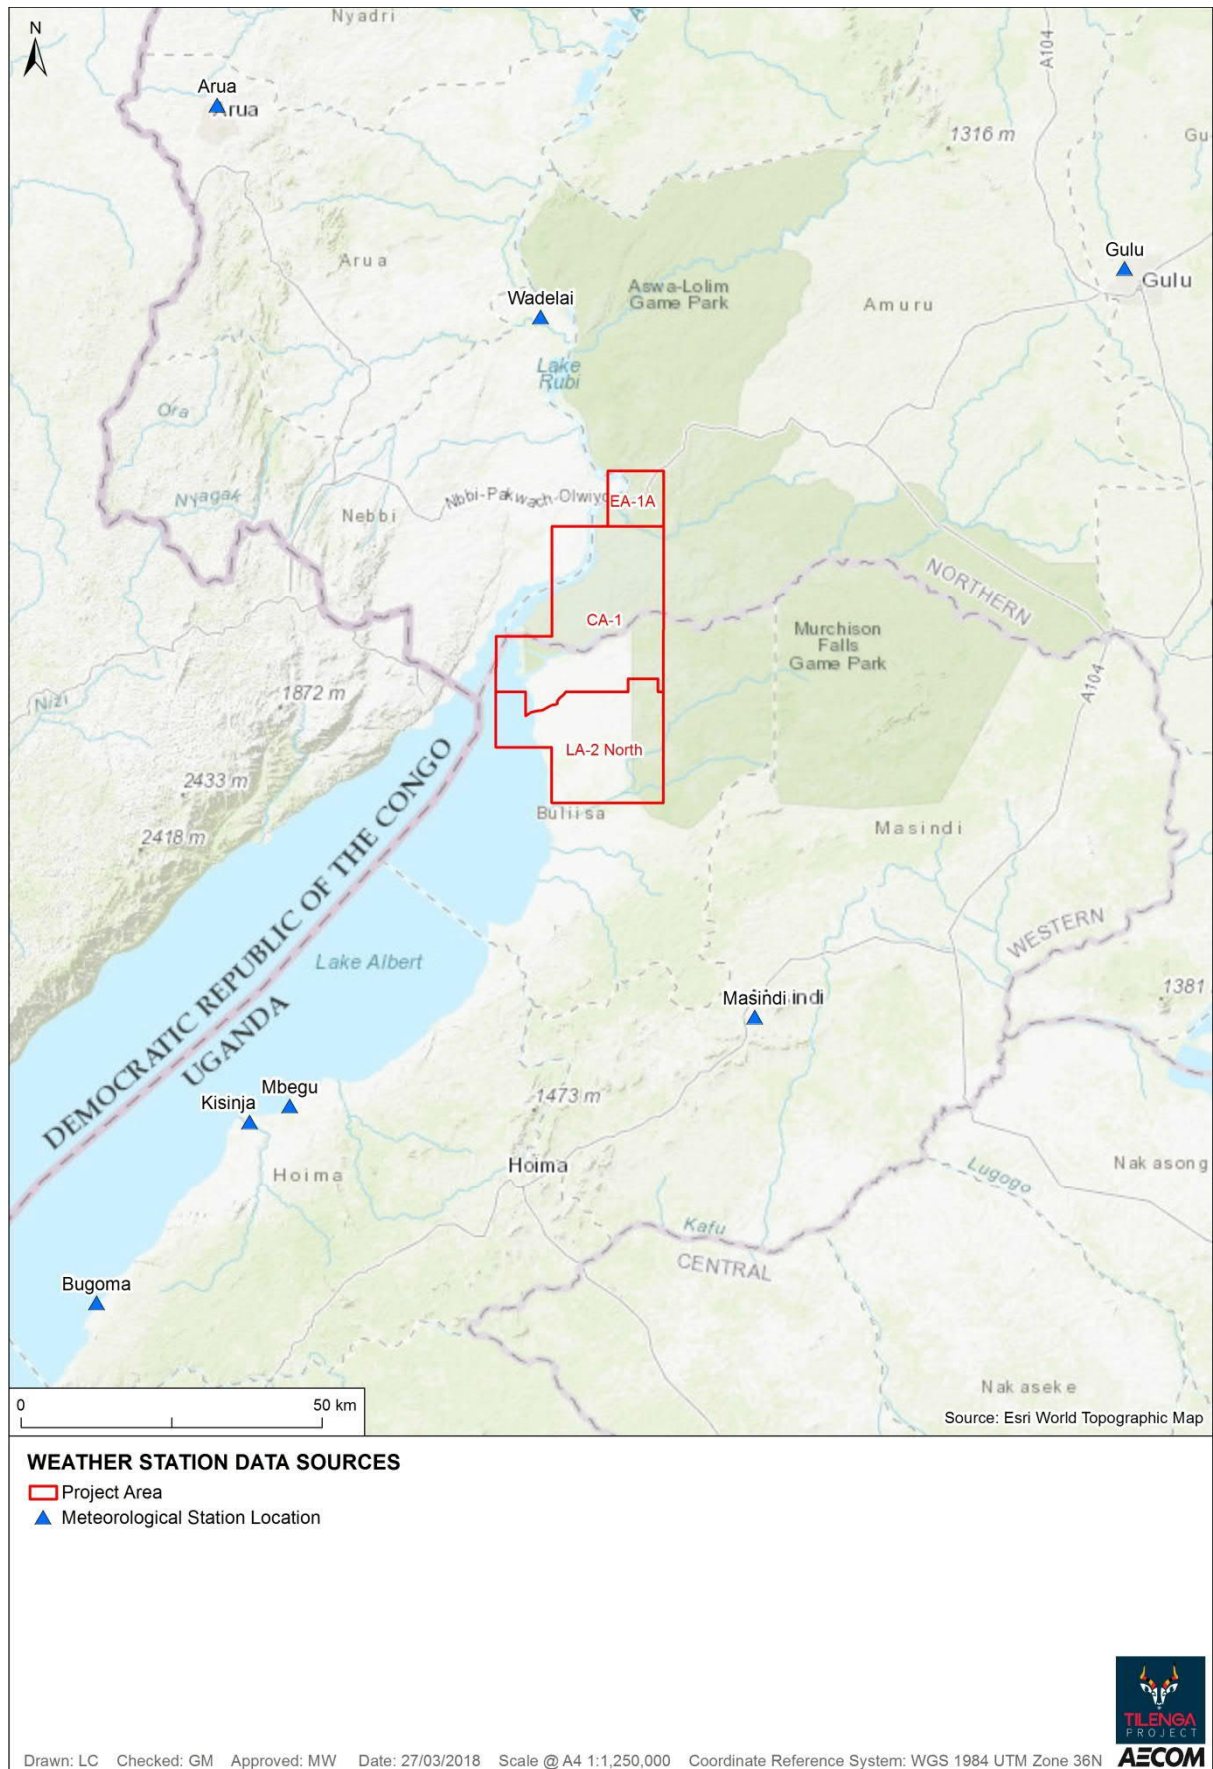 N
Nyadri
A104
Arua
Arua
1316 m
Gu
Gulu
Gulu
Arua
Wadelai
Aswa-Lolim
Game Park
Amuru
Lake
Rubi
Ora
Nyagak
Nbbi-Pakwach-Olwiyo
EA-1A
Nebbi
NORTHERN
CA-1
Murchison
Falls
Game Park
A104
Nizi
1872 m
LA-2 North
2433 m
Buliisa
Masindi
2418 m
DEMOCRATIC REPUBLIC OF THE CONGO
UGANDA
Lake Albert
WESTERN
1381
Masindi
indi
Mbegu
Kisinja
1473 m
Hoima
Hoima
Nakasong
Lugogo
Kafu
CENTRAL
Bugoma
Nakaseke
0
50 km
Source: Esri World Topographic Map
WEATHER STATION DATA SOURCES
Project Area
Meteorological Station Location
TILENGA
PROJECT
Drawn: LC Checked: GM Approved: MW Date: 27/03/2018 Scale @ A4 1:1,250,000 Coordinate Reference System: WGS 1984 UTM Zone 36N
AECOM